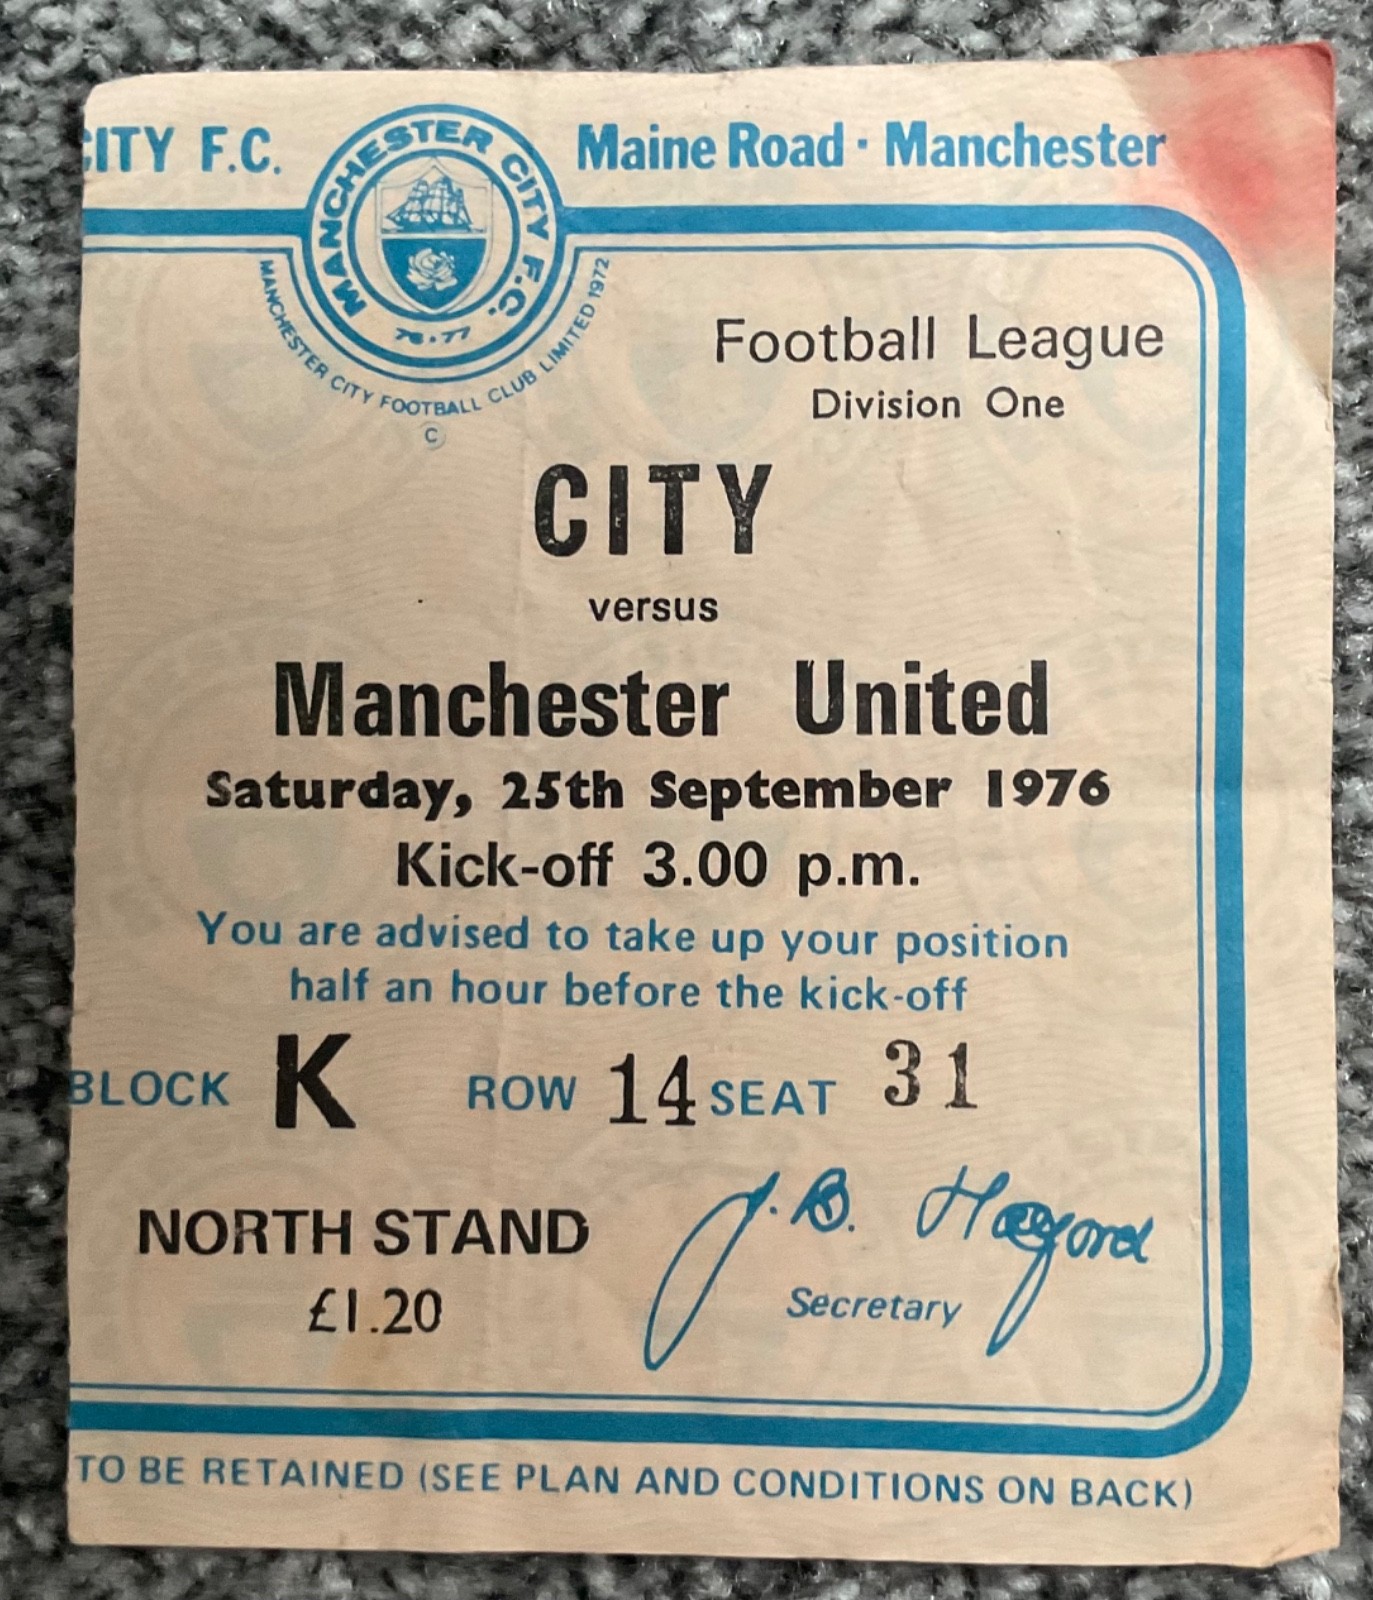 CITY F.C.
Maine Road · Manchester
MANCHESTER CITY F.C.
76·77
MANCHESTER CITY FOOTBALL CLUB LIMITED 1972
C
Football League
Division One
CITY
versus
Manchester United
Saturday, 25th September 1976
Kick-off 3.00 p.m.
You are advised to take up your position
half an hour before the kick-off
BLOCK K ROW 14 SEAT 31
NORTH STAND
£1.20
J. B. Halford
Secretary
TO BE RETAINED (SEE PLAN AND CONDITIONS ON BACK)